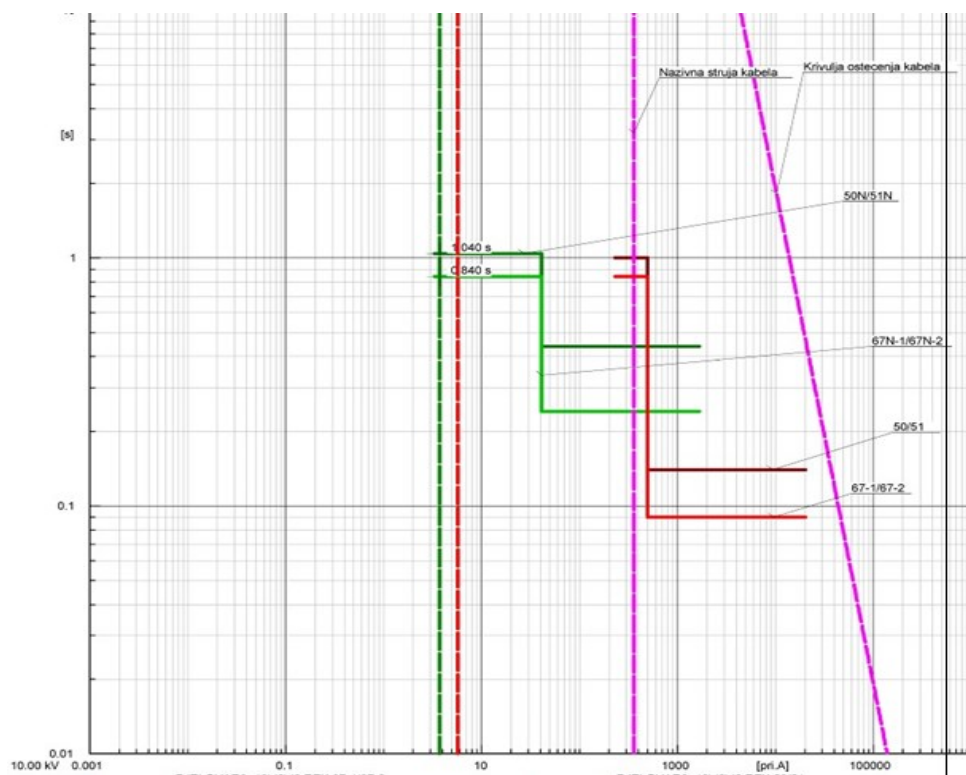 Nazivna struja kabela
Krivulja ostecenja kabela
[s]
50N/51N
1.040 s
1
0.840 s
67N-1/67N-2
50/51
67-1/67-2
0.1
0.01
10.00 kV
0.001
0.1
10
1000
[pri.A]
100000